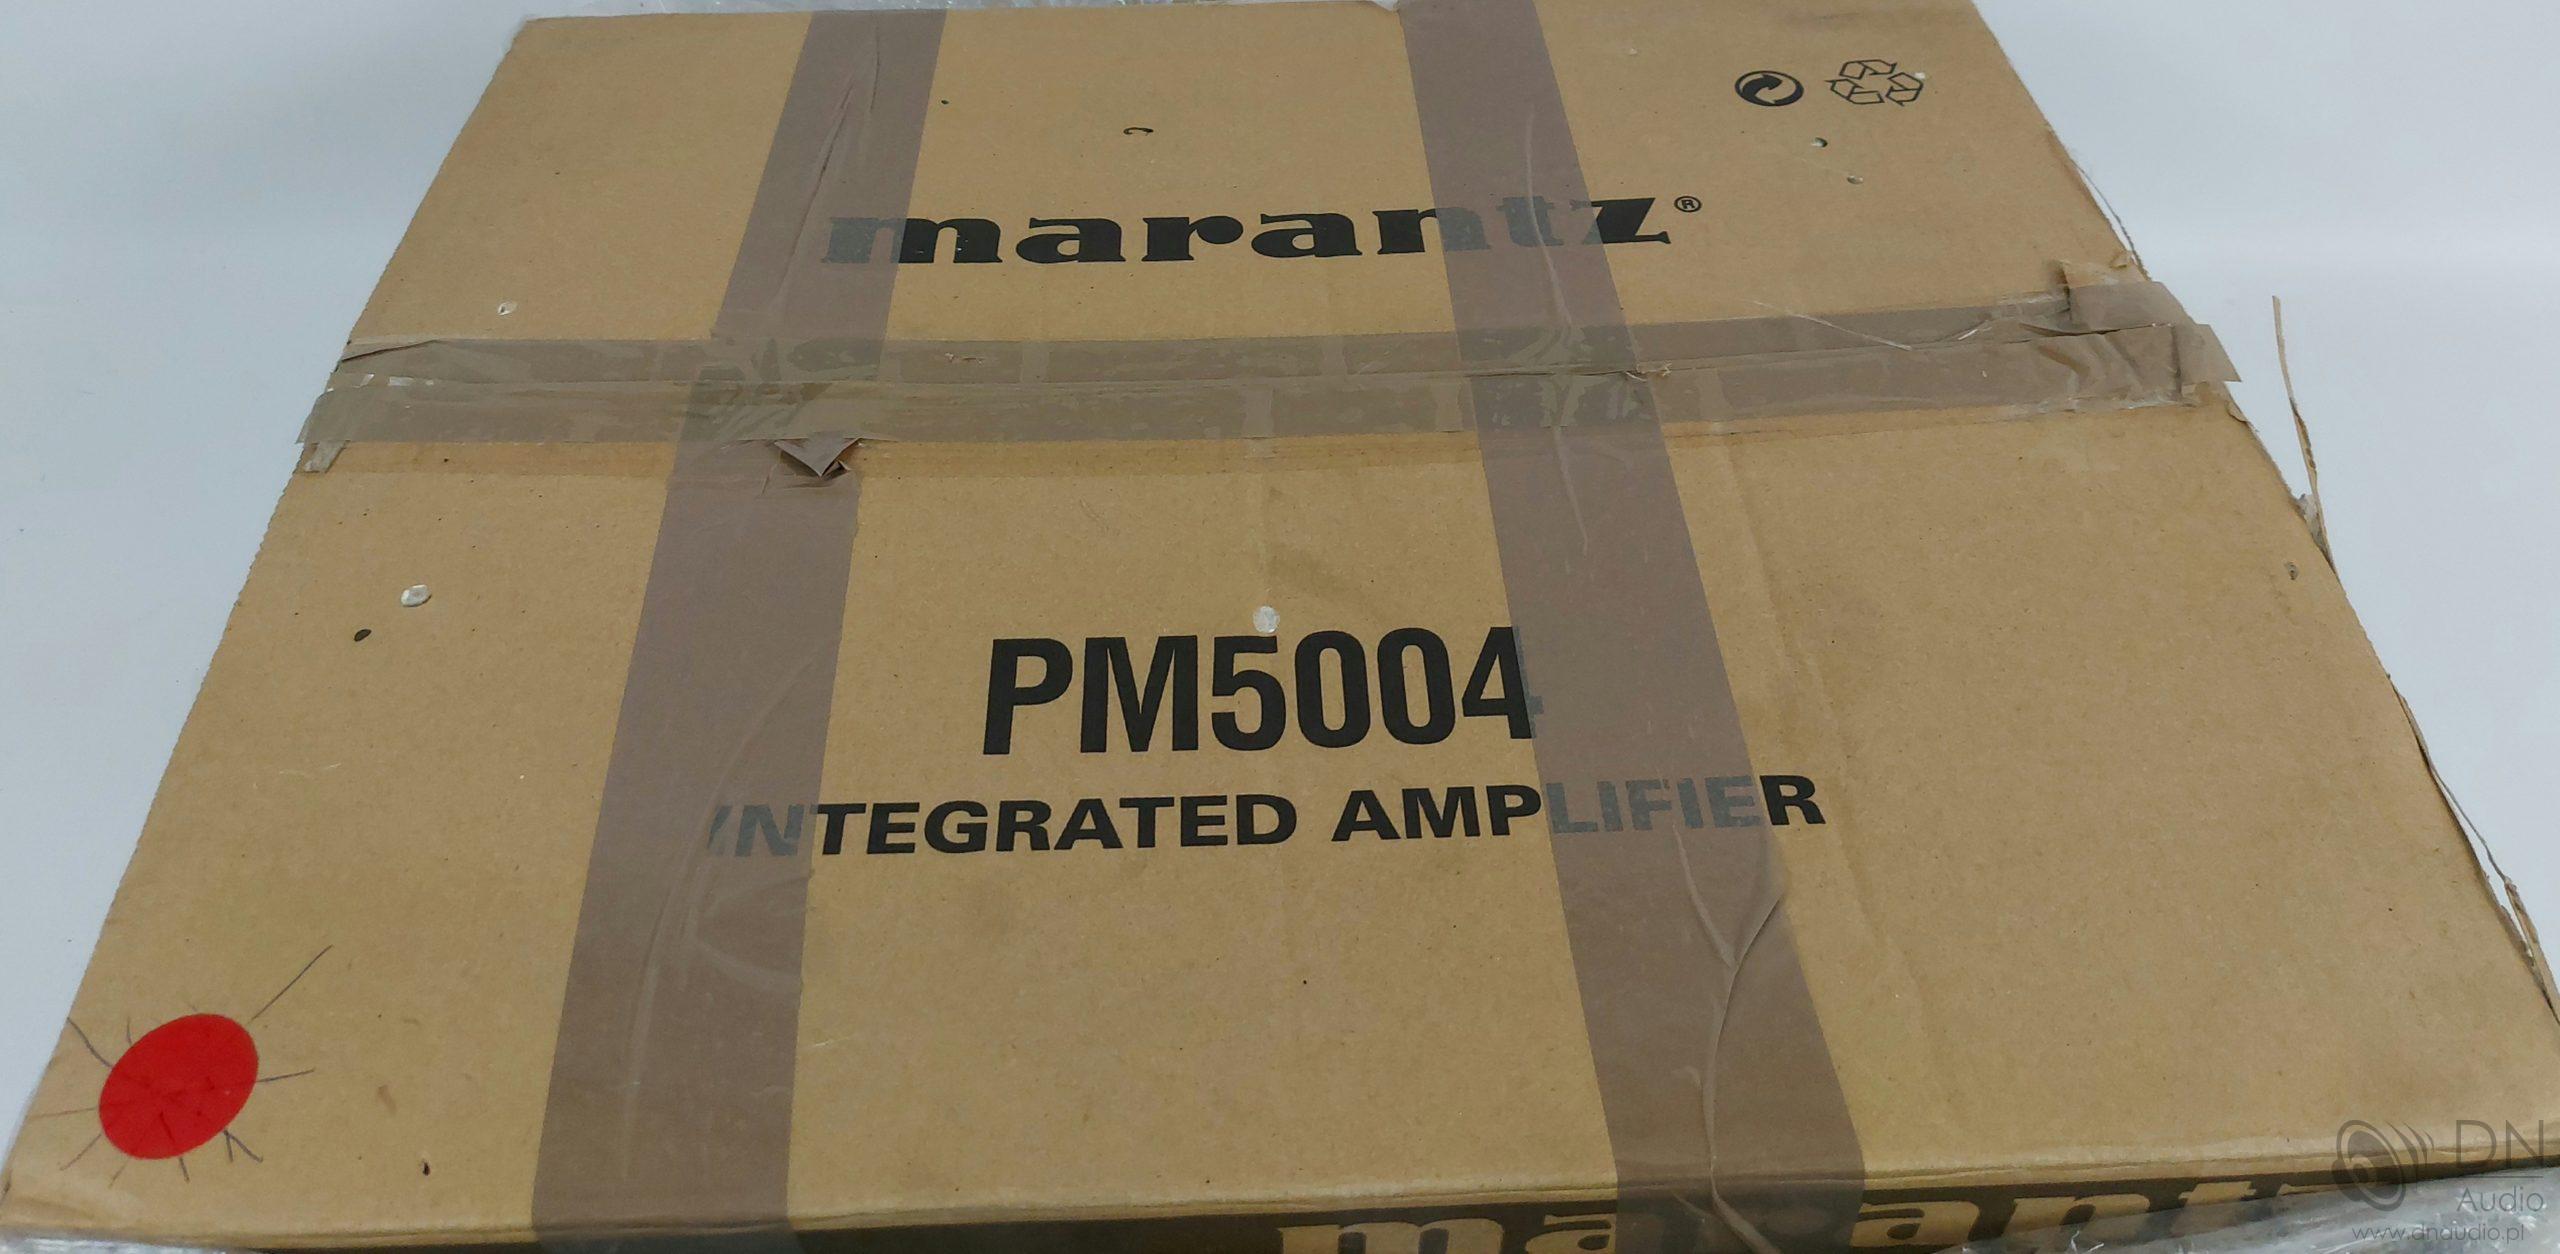 marantz®
PM5004
INTEGRATED AMPLIFIER
marantz
DN
Audio
www.dnaudio.pl